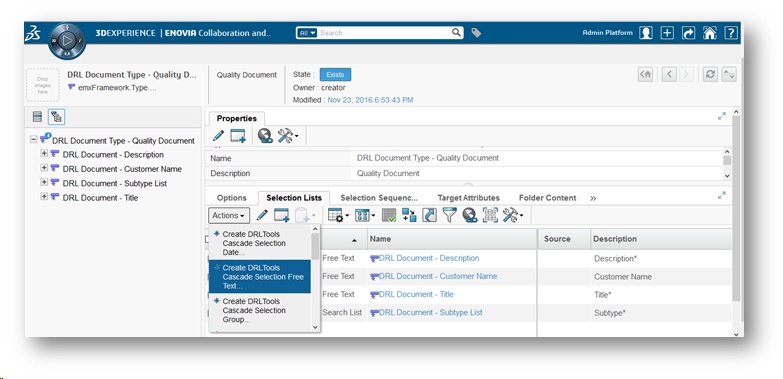 3DEXPERIENCE | ENOVIA Collaboration and..
All Search
Admin Platform
Drop images here
DRL Document Type - Quality D...
emxFramework.Type....
Quality Document
State : Exists
Owner : creator
Modified : Nov 23, 2016 6:53:43 PM
DRL Document Type - Quality Document
DRL Document - Description
DRL Document - Customer Name
DRL Document - Subtype List
DRL Document - Title
Properties
Name DRL Document Type - Quality Document
Description Quality Document
Options Selection Lists Selection Sequenc... Target Attributes Folder Content »
Actions
Create DRLTools
Cascade Selection
Date...
Create DRLTools
Cascade Selection Free
Text...
Create DRLTools
Cascade Selection
Group...
Name Source Description
Free Text DRL Document - Description Description*
Free Text DRL Document - Customer Name Customer Name
Free Text DRL Document - Title Title*
Search List DRL Document - Subtype List Subtype*